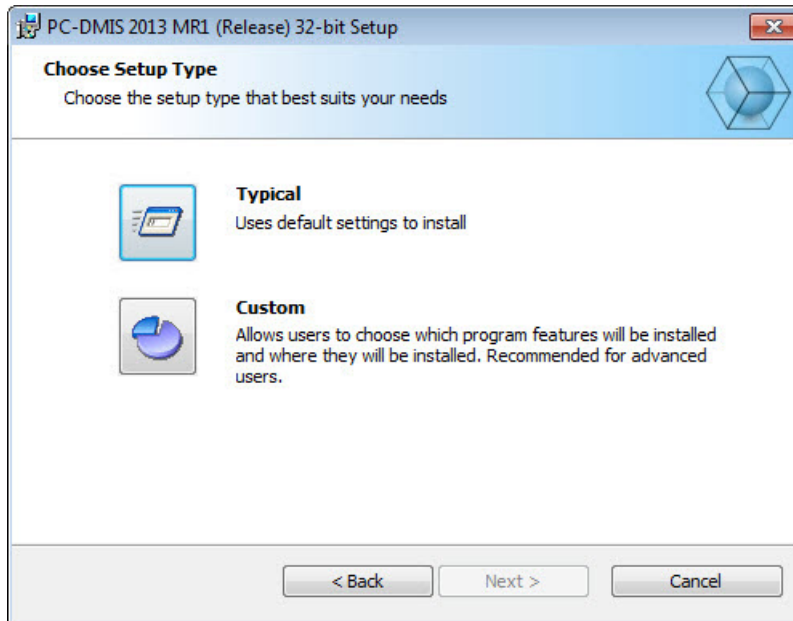 PC-DMIS 2013 MR1 (Release) 32-bit Setup
Choose Setup Type
Choose the setup type that best suits your needs
Typical
Uses default settings to install
Custom
Allows users to choose which program features will be installed
and where they will be installed. Recommended for advanced
users.
< Back
Next >
Cancel